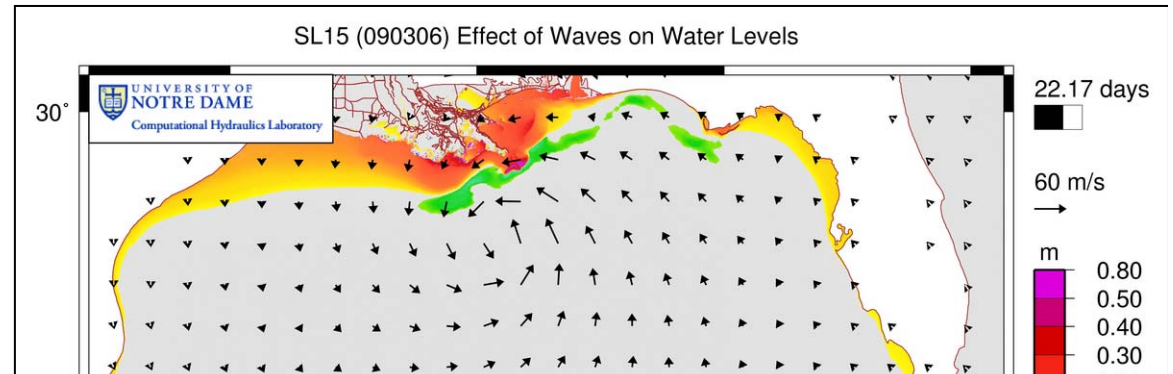 SL15 (090306) Effect of Waves on Water Levels
UNIVERSITY OF
NOTRE DAME
Computational Hydraulics Laboratory
30°
22.17 days
60 m/s
m
0.80
0.50
0.40
0.30